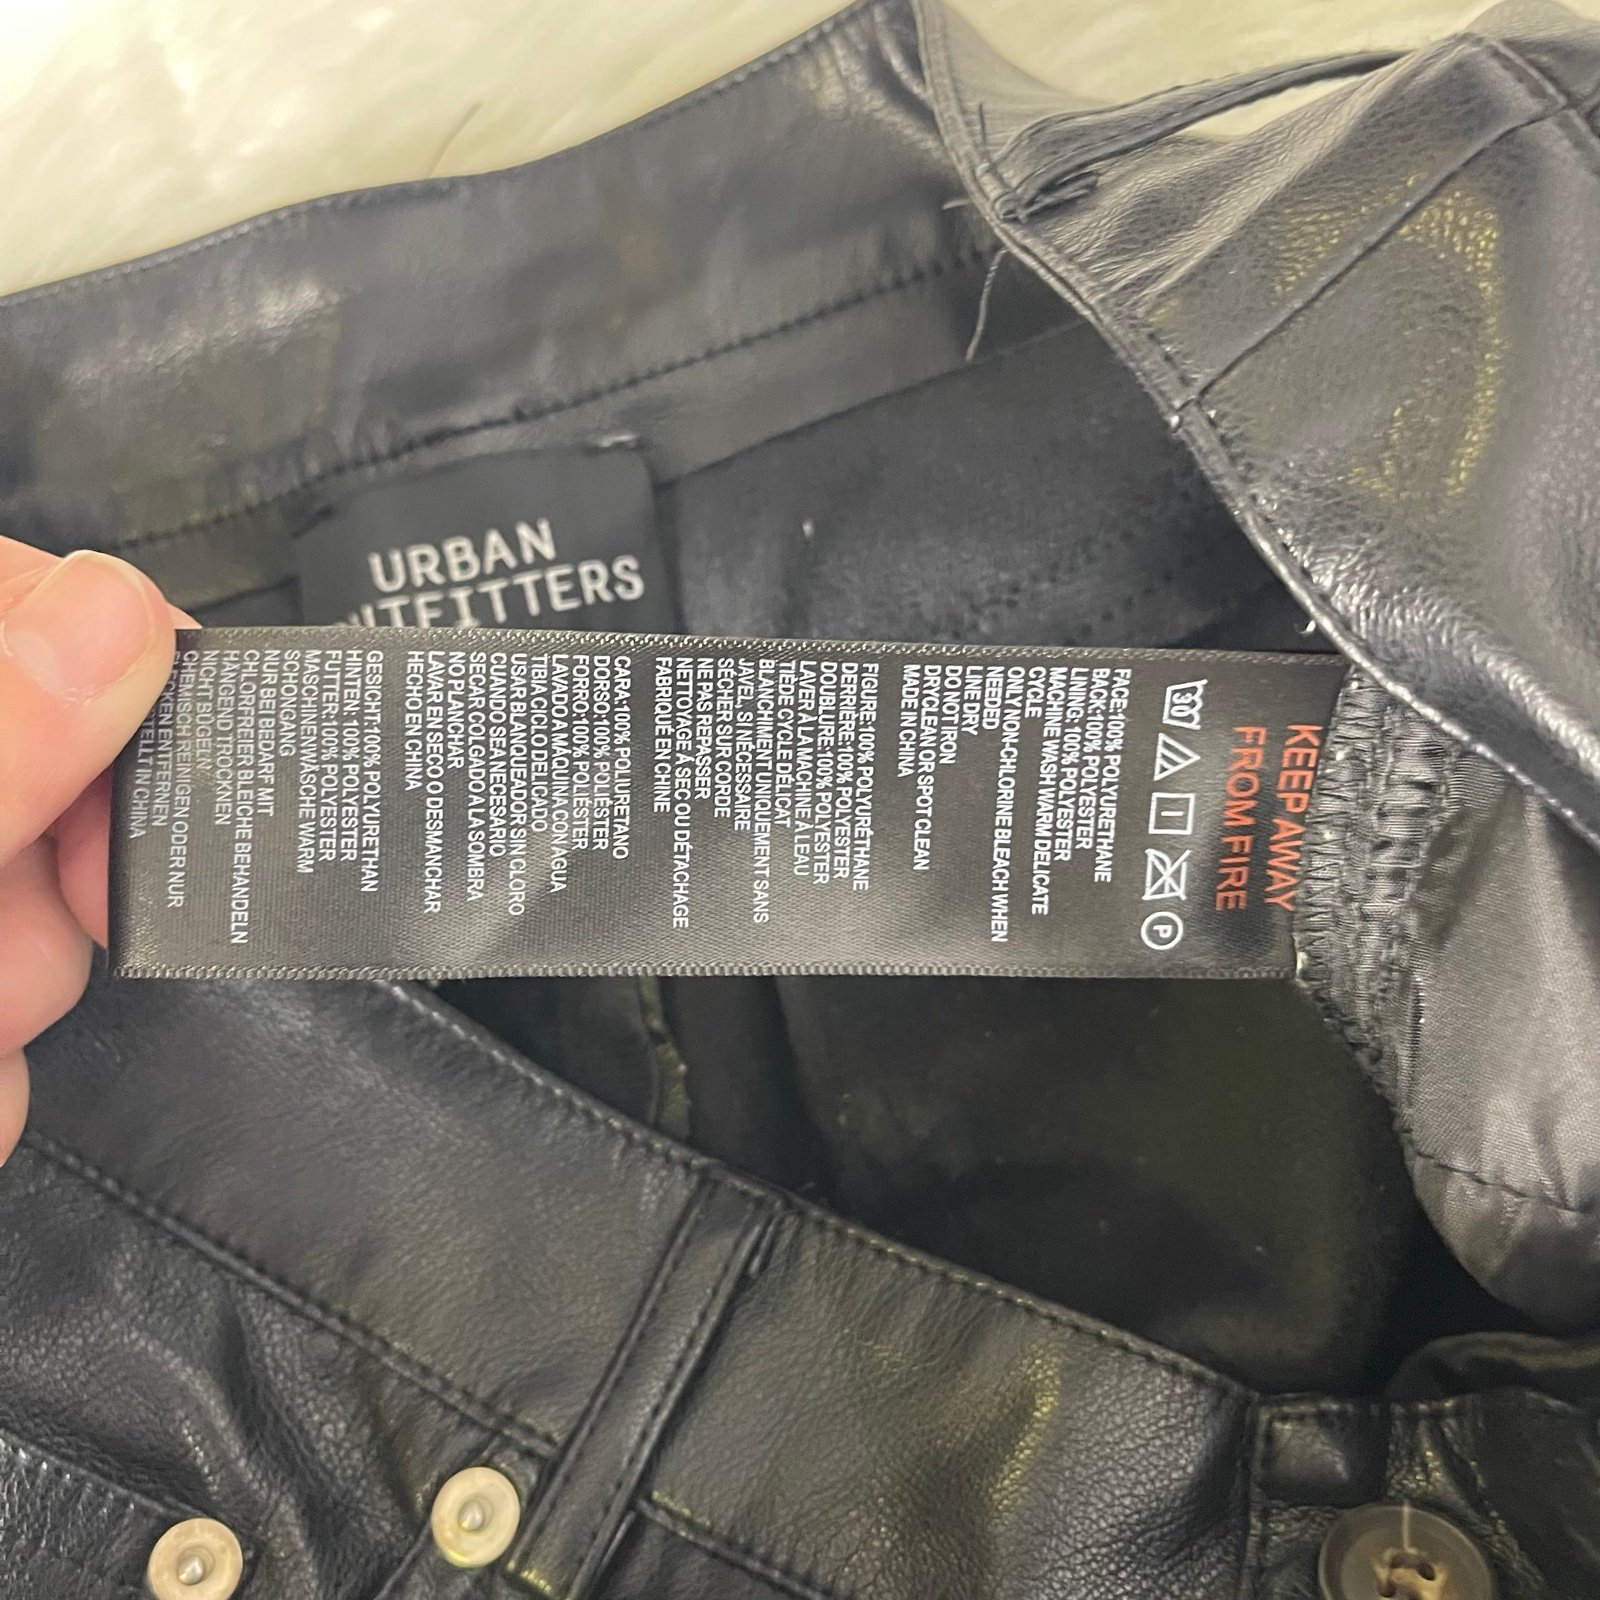 URBAN
OUTFITTERS
KEEP AWAY
FROM FIRE
30
P
FACE:100% POLYURETHANE
BACK:100% POLYESTER
LINING: 100% POLYESTER
MACHINE WASH WARM DELICATE
CYCLE
ONLY NON-CHLORINE BLEACH WHEN
NEEDED
LINE DRY
DO NOT IRON
DRYCLEAN OR SPOT CLEAN
MADE IN CHINA
FIGURE:100% POLYURÉTHANE
DERRIÈRE:100% POLYESTER
DOUBLURE:100% POLYESTER
LAVER À LA MACHINE À L'EAU
TIÈDE CYCLE DÉLICAT
BLANCHIMENT UNIQUEMENT SANS
JAVEL, SI NÉCESSAIRE
SÉCHER SUR CORDE
NE PAS REPASSER
NETTOYAGE À SEC OU DÉTACHAGE
FABRIQUÉ EN CHINE
CARA:100% POLIURETANO
DORSO:100% POLIÉSTER
FORRO:100% POLIÉSTER
LAVADO A MÁQUINA CON AGUA
TIBIA CICLO DELICADO
USAR BLANQUEADOR SIN CLORO
CUANDO SEA NECESARIO
SECAR COLGADO A LA SOMBRA
NO PLANCHAR
LAVAR EN SECO O DESMANCHAR
HECHO EN CHINA
GESICHT:100% POLYURETHAN
HINTEN: 100% POLYESTER
FUTTER:100% POLYESTER
MASCHINENWÄSCHE WARM
SCHONGANG
NUR BEI BEDARF MIT
CHLORFREIER BLEICHE BEHANDELN
HÄNGEND TROCKNEN
NICHT BÜGELN
CHEMISCH REINIGEN ODER NUR
FLECKEN ENTFERNEN
STELLT IN CHINA